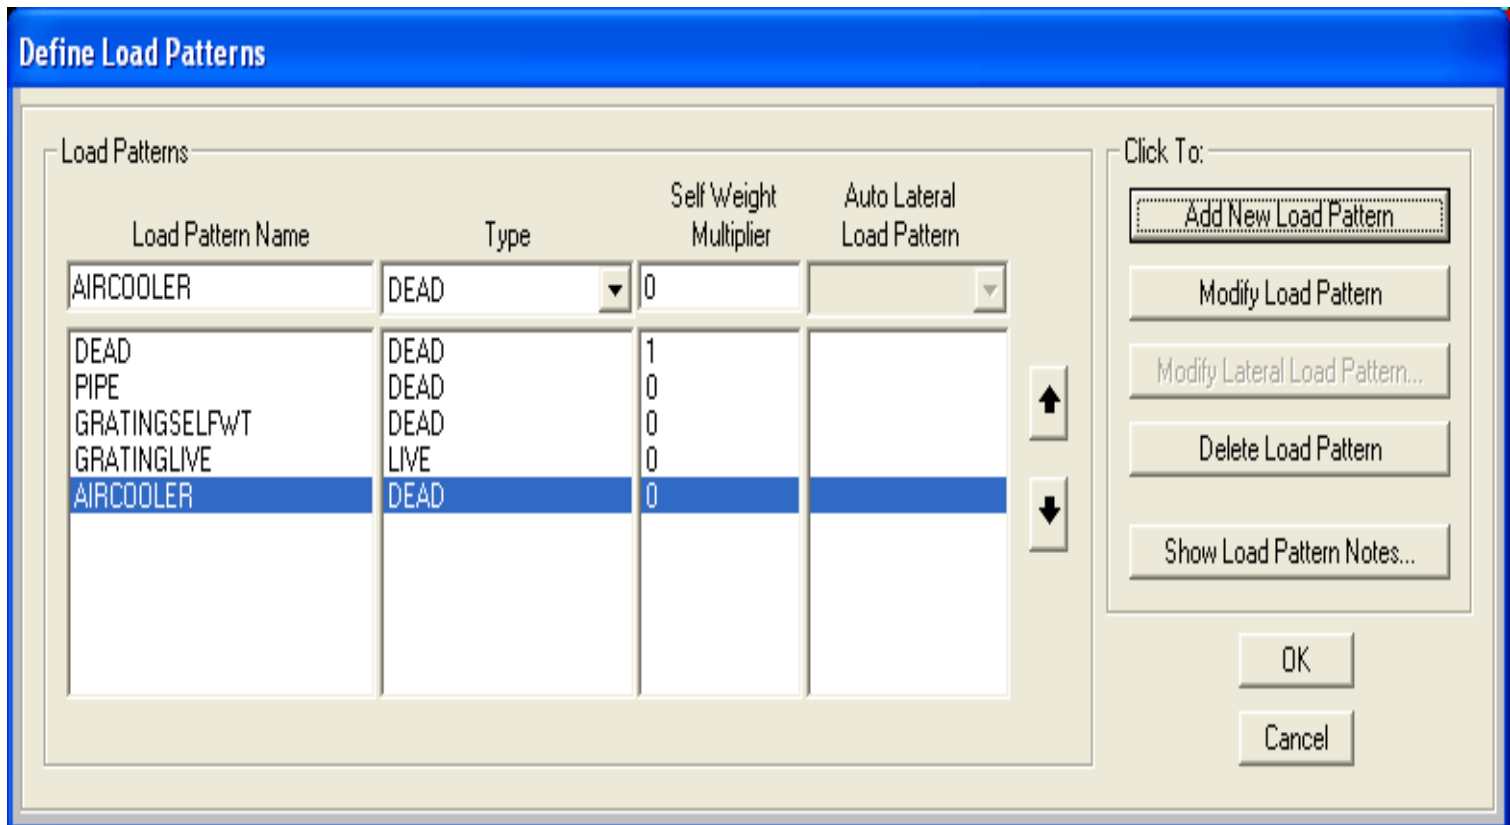 Define Load Patterns
Load Patterns
Click To:
Self Weight Auto Lateral
Load Pattern Name Type Multiplier Load Pattern
AIRCOOLER DEAD 0
DEAD DEAD 1
PIPE DEAD 0
GRATINGSELFWT DEAD 0
GRATINGLIVE LIVE 0
AIRCOOLER DEAD 0
Add New Load Pattern
Modify Load Pattern
Modify Lateral Load Pattern...
Delete Load Pattern
Show Load Pattern Notes...
OK
Cancel